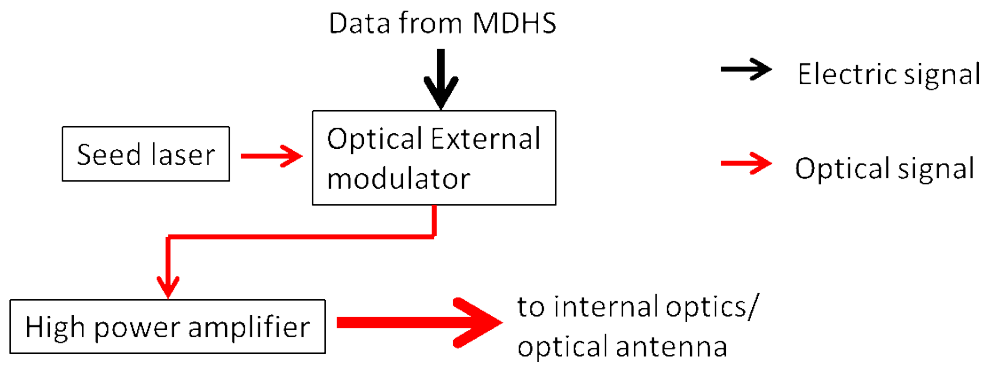 Data from MDHS
Electric signal
Seed laser
Optical External
modulator
Optical signal
High power amplifier
to internal optics/
optical antenna